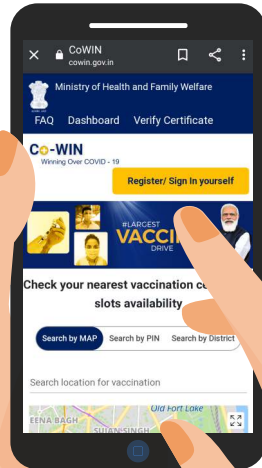 CoWIN
cowin.gov.in
Ministry of Health and Family Welfare
FAQ Dashboard Verify Certificate
Co-WIN
Winning Over COVID - 19
Register/ Sign In yourself
#LARGEST
VACCI
DRIVE
Check your nearest vaccination
slots availability
Search by MAP Search by PIN Search by District
Search location for vaccination
Old Fort Lake
EENA BAGH
SUJAN SINGH